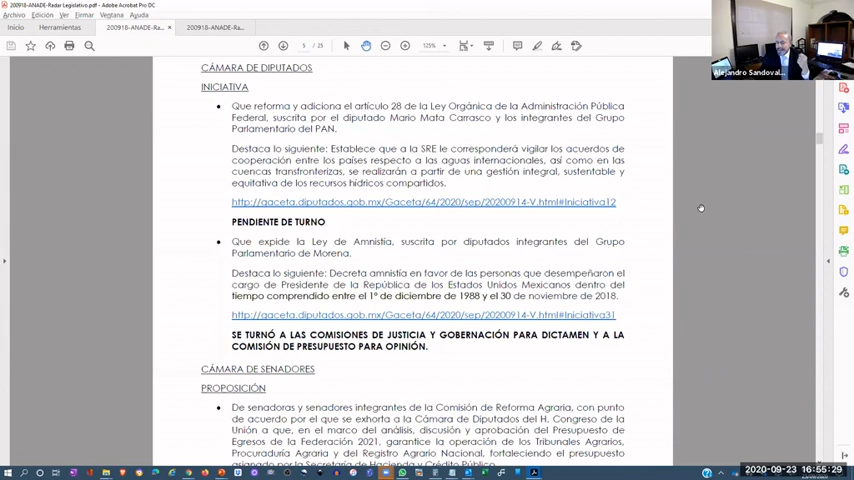 200918-ANADE-Radar Legislativo.pdf - Adobe Acrobat Pro DC
Archivo Edición Ver Firmar Ventana Ayuda
Inicio Herramientas 200918-ANADE-Ra... × 200918-ANADE-Ra...
5 / 25 125%
Alejandro Sandoval...
CÁMARA DE DIPUTADOS
INICIATIVA
• Que reforma y adiciona el artículo 28 de la Ley Orgánica de la Administración Pública
Federal, suscrita por el diputado Mario Mata Carrasco y los integrantes del Grupo
Parlamentario del PAN.
Destaca lo siguiente: Establece que a la SRE le corresponderá vigilar los acuerdos de
cooperación entre los países respecto a las aguas internacionales, así como en las
cuencas transfronterizas, se realizarán a partir de una gestión integral, sustentable y
equitativa de los recursos hídricos compartidos.
http://gaceta.diputados.gob.mx/Gaceta/64/2020/sep/20200914-V.html#Iniciativa12
PENDIENTE DE TURNO
• Que expide la Ley de Amnistía, suscrita por diputados integrantes del Grupo
Parlamentario de Morena.
Destaca lo siguiente: Decreta amnistía en favor de las personas que desempeñaron el
cargo de Presidente de la República de los Estados Unidos Mexicanos dentro del
tiempo comprendido entre el 1º de diciembre de 1988 y el 30 de noviembre de 2018.
http://gaceta.diputados.gob.mx/Gaceta/64/2020/sep/20200914-V.html#Iniciativa31
SE TURNÓ A LAS COMISIONES DE JUSTICIA Y GOBERNACIÓN PARA DICTAMEN Y A LA
COMISIÓN DE PRESUPUESTO PARA OPINIÓN.
CÁMARA DE SENADORES
PROPOSICIÓN
• De senadoras y senadores integrantes de la Comisión de Reforma Agraria, con punto
de acuerdo por el que se exhorta a la Cámara de Diputados del H. Congreso de la
Unión a que, en el marco del análisis, discusión y aprobación del Presupuesto de
Egresos de la Federación 2021, garantice la operación de los Tribunales Agrarios,
Procuraduría Agraria y del Registro Agrario Nacional, fortaleciendo el presupuesto
asignado por la Secretaría de Hacienda y Crédito Público.
2020-09-23 16:55:29